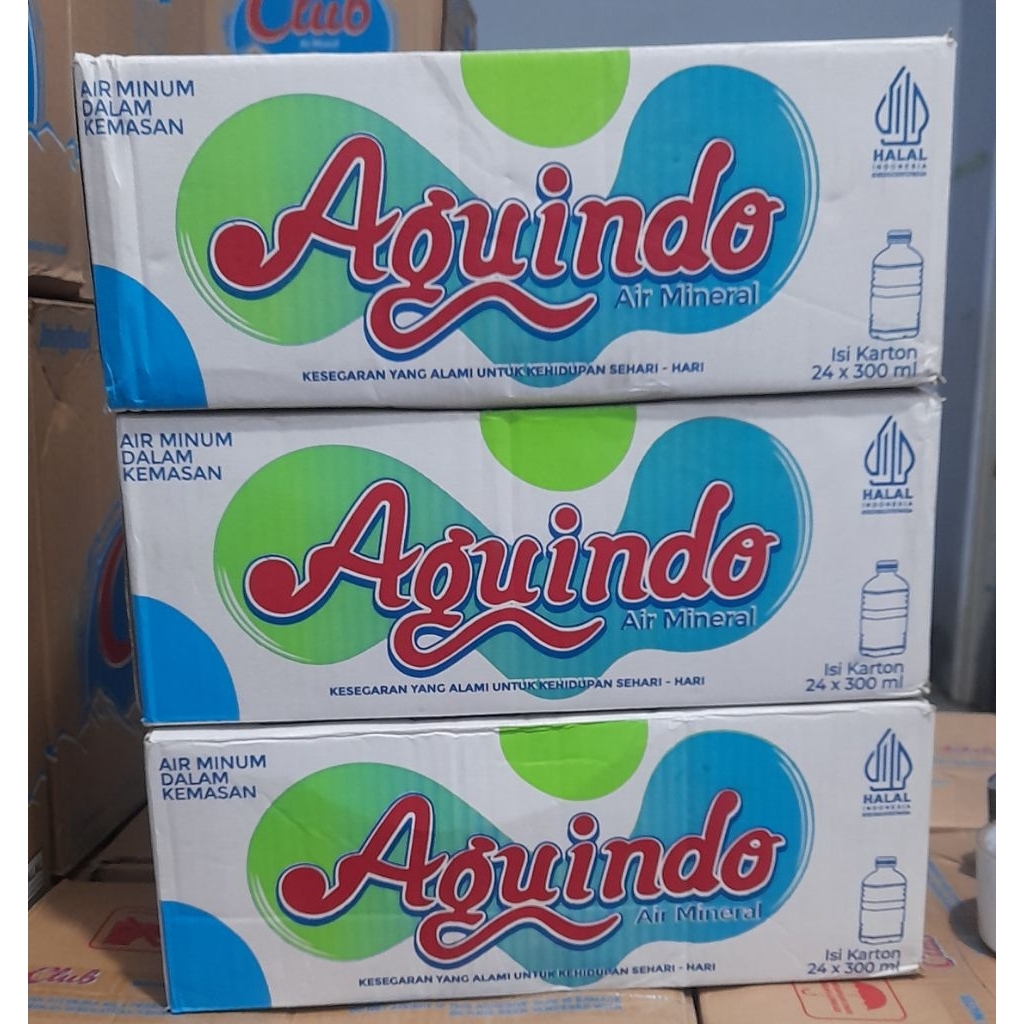 Club
AIR MINUM
DALAM
KEMASAN
HALAL
INDONESIA
Aguindo
Air Mineral
KESEGARAN YANG ALAMI UNTUK KEHIDUPAN SEHARI - HARI
Isi Karton
24 x 300 ml
AIR MINUM
DALAM
KEMASAN
HALAL
INDONESIA
Aguindo
Air Mineral
KESEGARAN YANG ALAMI UNTUK KEHIDUPAN SEHARI - HARI
Isi Karton
24 x 300 ml
AIR MINUM
DALAM
KEMASAN
HALAL
INDONESIA
Aguindo
Air Mineral
KESEGARAN YANG ALAMI UNTUK KEHIDUPAN SEHARI - HARI
Isi Karton
24 x 300 ml
Club